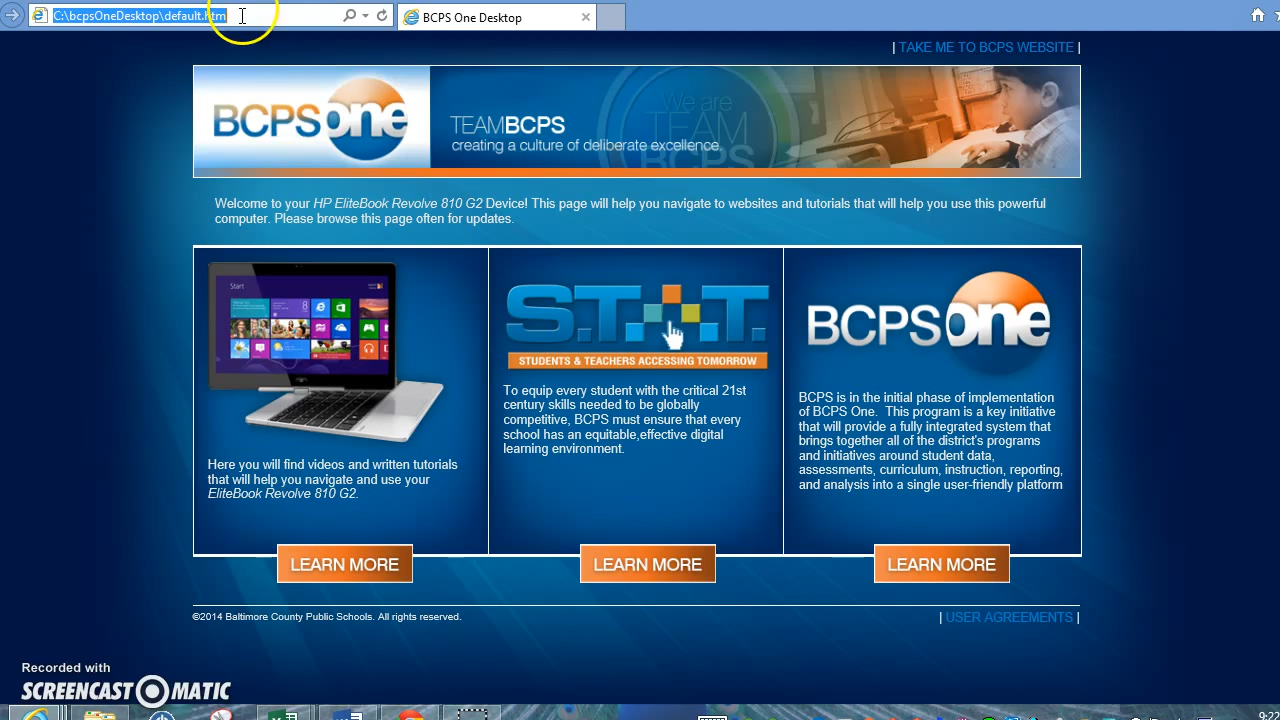 C:\bcpsOneDesktop\default.htm
BCPS One Desktop
| TAKE ME TO BCPS WEBSITE |
BCPSone
We are
TEAM
BCPS
TEAMBCPS
creating a culture of deliberate excellence.
Welcome to your HP EliteBook Revolve 810 G2 Device! This page will help you navigate to websites and tutorials that will help you use this powerful
computer. Please browse this page often for updates.
Start
Here you will find videos and written tutorials
that will help you navigate and use your
EliteBook Revolve 810 G2.
LEARN MORE
S.T.A.T.
STUDENTS & TEACHERS ACCESSING TOMORROW
To equip every student with the critical 21st
century skills needed to be globally
competitive, BCPS must ensure that every
school has an equitable,effective digital
learning environment.
LEARN MORE
BCPSone
BCPS is in the initial phase of implementation
of BCPS One. This program is a key initiative
that will provide a fully integrated system that
brings together all of the district's programs
and initiatives around student data,
assessments, curriculum, instruction, reporting,
and analysis into a single user-friendly platform
LEARN MORE
©2014 Baltimore County Public Schools. All rights reserved.
| USER AGREEMENTS |
Recorded with
SCREENCAST O MATIC
9:22